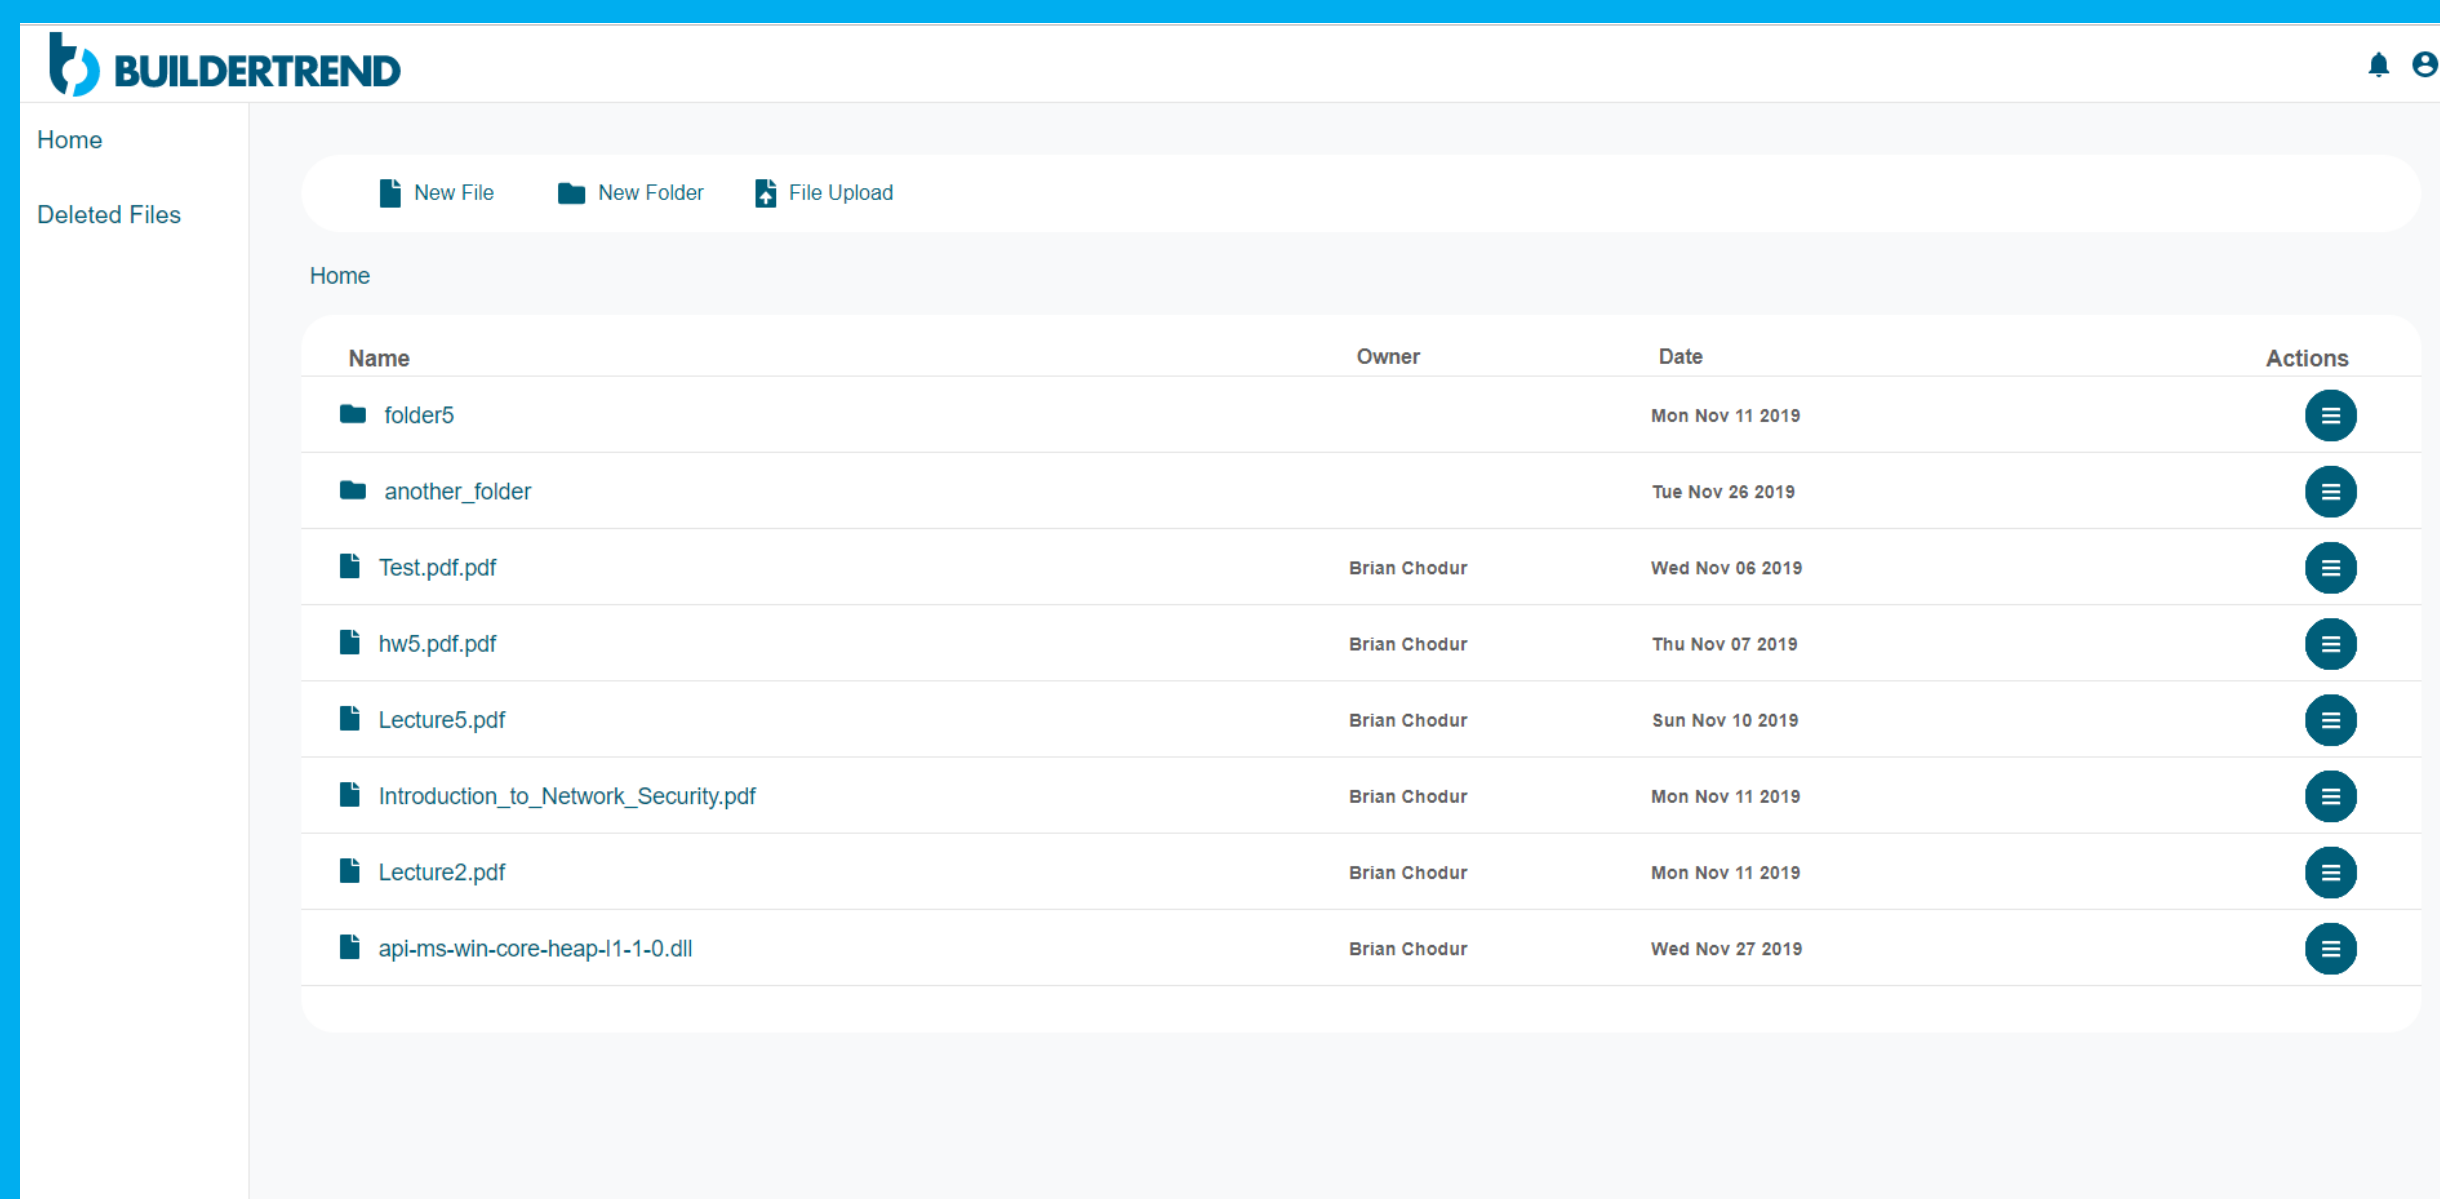 BUILDERTREND
Home
Deleted Files
New File New Folder File Upload
Home
Name Owner Date Actions
folder5 Mon Nov 11 2019
another_folder Tue Nov 26 2019
Test.pdf.pdf Brian Chodur Wed Nov 06 2019
hw5.pdf.pdf Brian Chodur Thu Nov 07 2019
Lecture5.pdf Brian Chodur Sun Nov 10 2019
Introduction_to_Network_Security.pdf Brian Chodur Mon Nov 11 2019
Lecture2.pdf Brian Chodur Mon Nov 11 2019
api-ms-win-core-heap-l1-1-0.dll Brian Chodur Wed Nov 27 2019